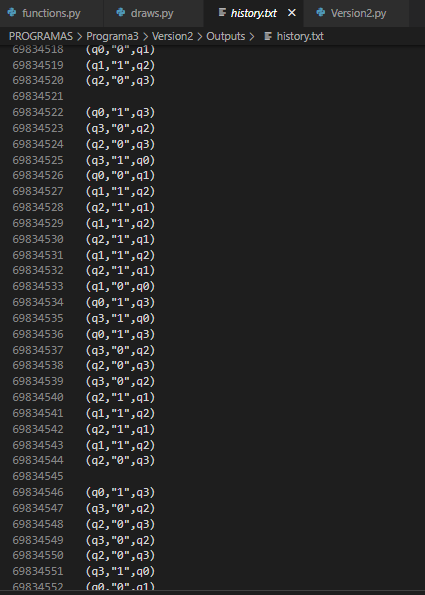 functions.py draws.py history.txt Version2.py
PROGRAMAS > Programa3 > Version2 > Outputs > history.txt
69834518 (q0,"0",q1)
69834519 (q1,"1",q2)
69834520 (q2,"0",q3)
69834521
69834522 (q0,"1",q3)
69834523 (q3,"0",q2)
69834524 (q2,"0",q3)
69834525 (q3,"1",q0)
69834526 (q0,"0",q1)
69834527 (q1,"1",q2)
69834528 (q2,"1",q1)
69834529 (q1,"1",q2)
69834530 (q2,"1",q1)
69834531 (q1,"1",q2)
69834532 (q2,"1",q1)
69834533 (q1,"0",q0)
69834534 (q0,"1",q3)
69834535 (q3,"1",q0)
69834536 (q0,"1",q3)
69834537 (q3,"0",q2)
69834538 (q2,"0",q3)
69834539 (q3,"0",q2)
69834540 (q2,"1",q1)
69834541 (q1,"1",q2)
69834542 (q2,"1",q1)
69834543 (q1,"1",q2)
69834544 (q2,"0",q3)
69834545
69834546 (q0,"1",q3)
69834547 (q3,"0",q2)
69834548 (q2,"0",q3)
69834549 (q3,"0",q2)
69834550 (q2,"0",q3)
69834551 (q3,"1",q0)
69834552 (q0,"0",q1)